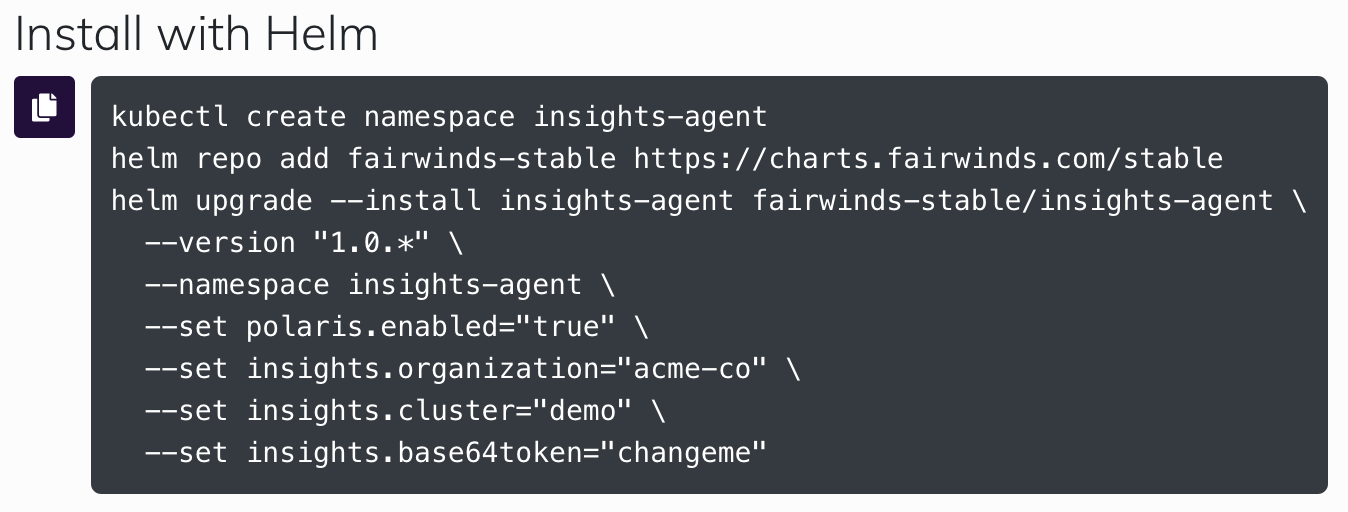 Install with Helm
kubectl create namespace insights-agent
helm repo add fairwinds-stable https://charts.fairwinds.com/stable
helm upgrade --install insights-agent fairwinds-stable/insights-agent \
  --version "1.0.*" \
  --namespace insights-agent \
  --set polaris.enabled="true" \
  --set insights.organization="acme-co" \
  --set insights.cluster="demo" \
  --set insights.base64token="changeme"